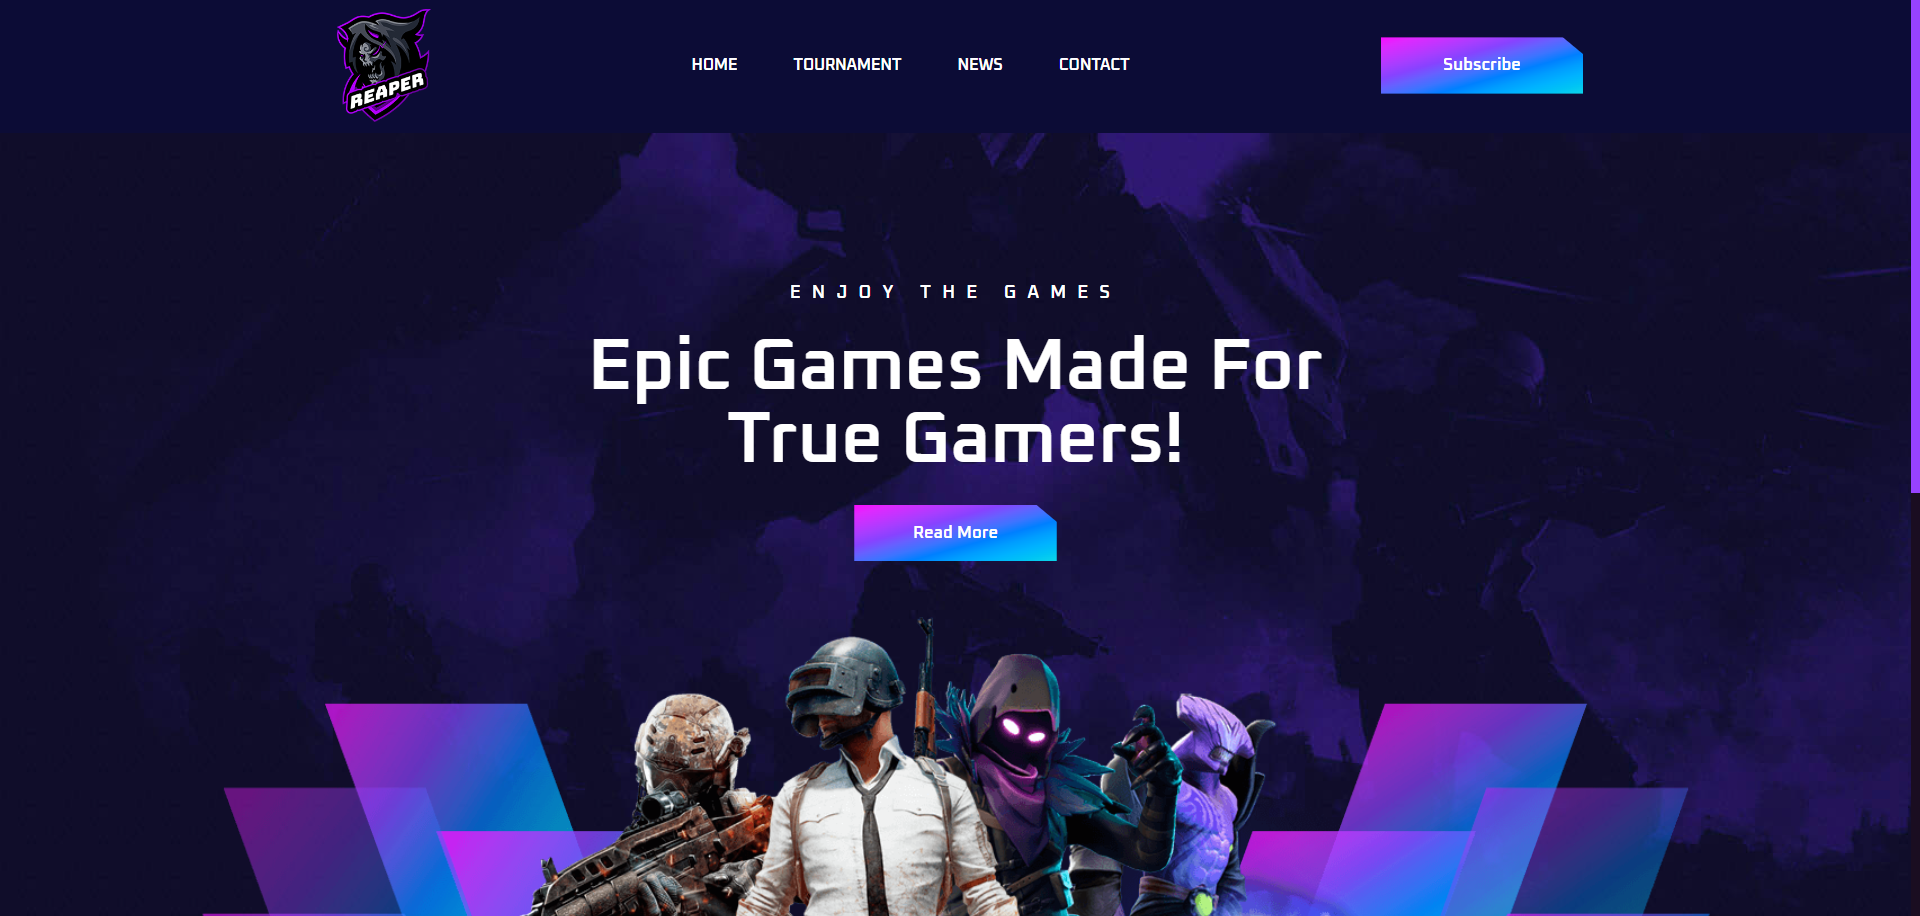 REAPER
HOME
TOURNAMENT
NEWS
CONTACT
Subscribe
ENJOY THE GAMES
Epic Games Made For
True Gamers!
Read More